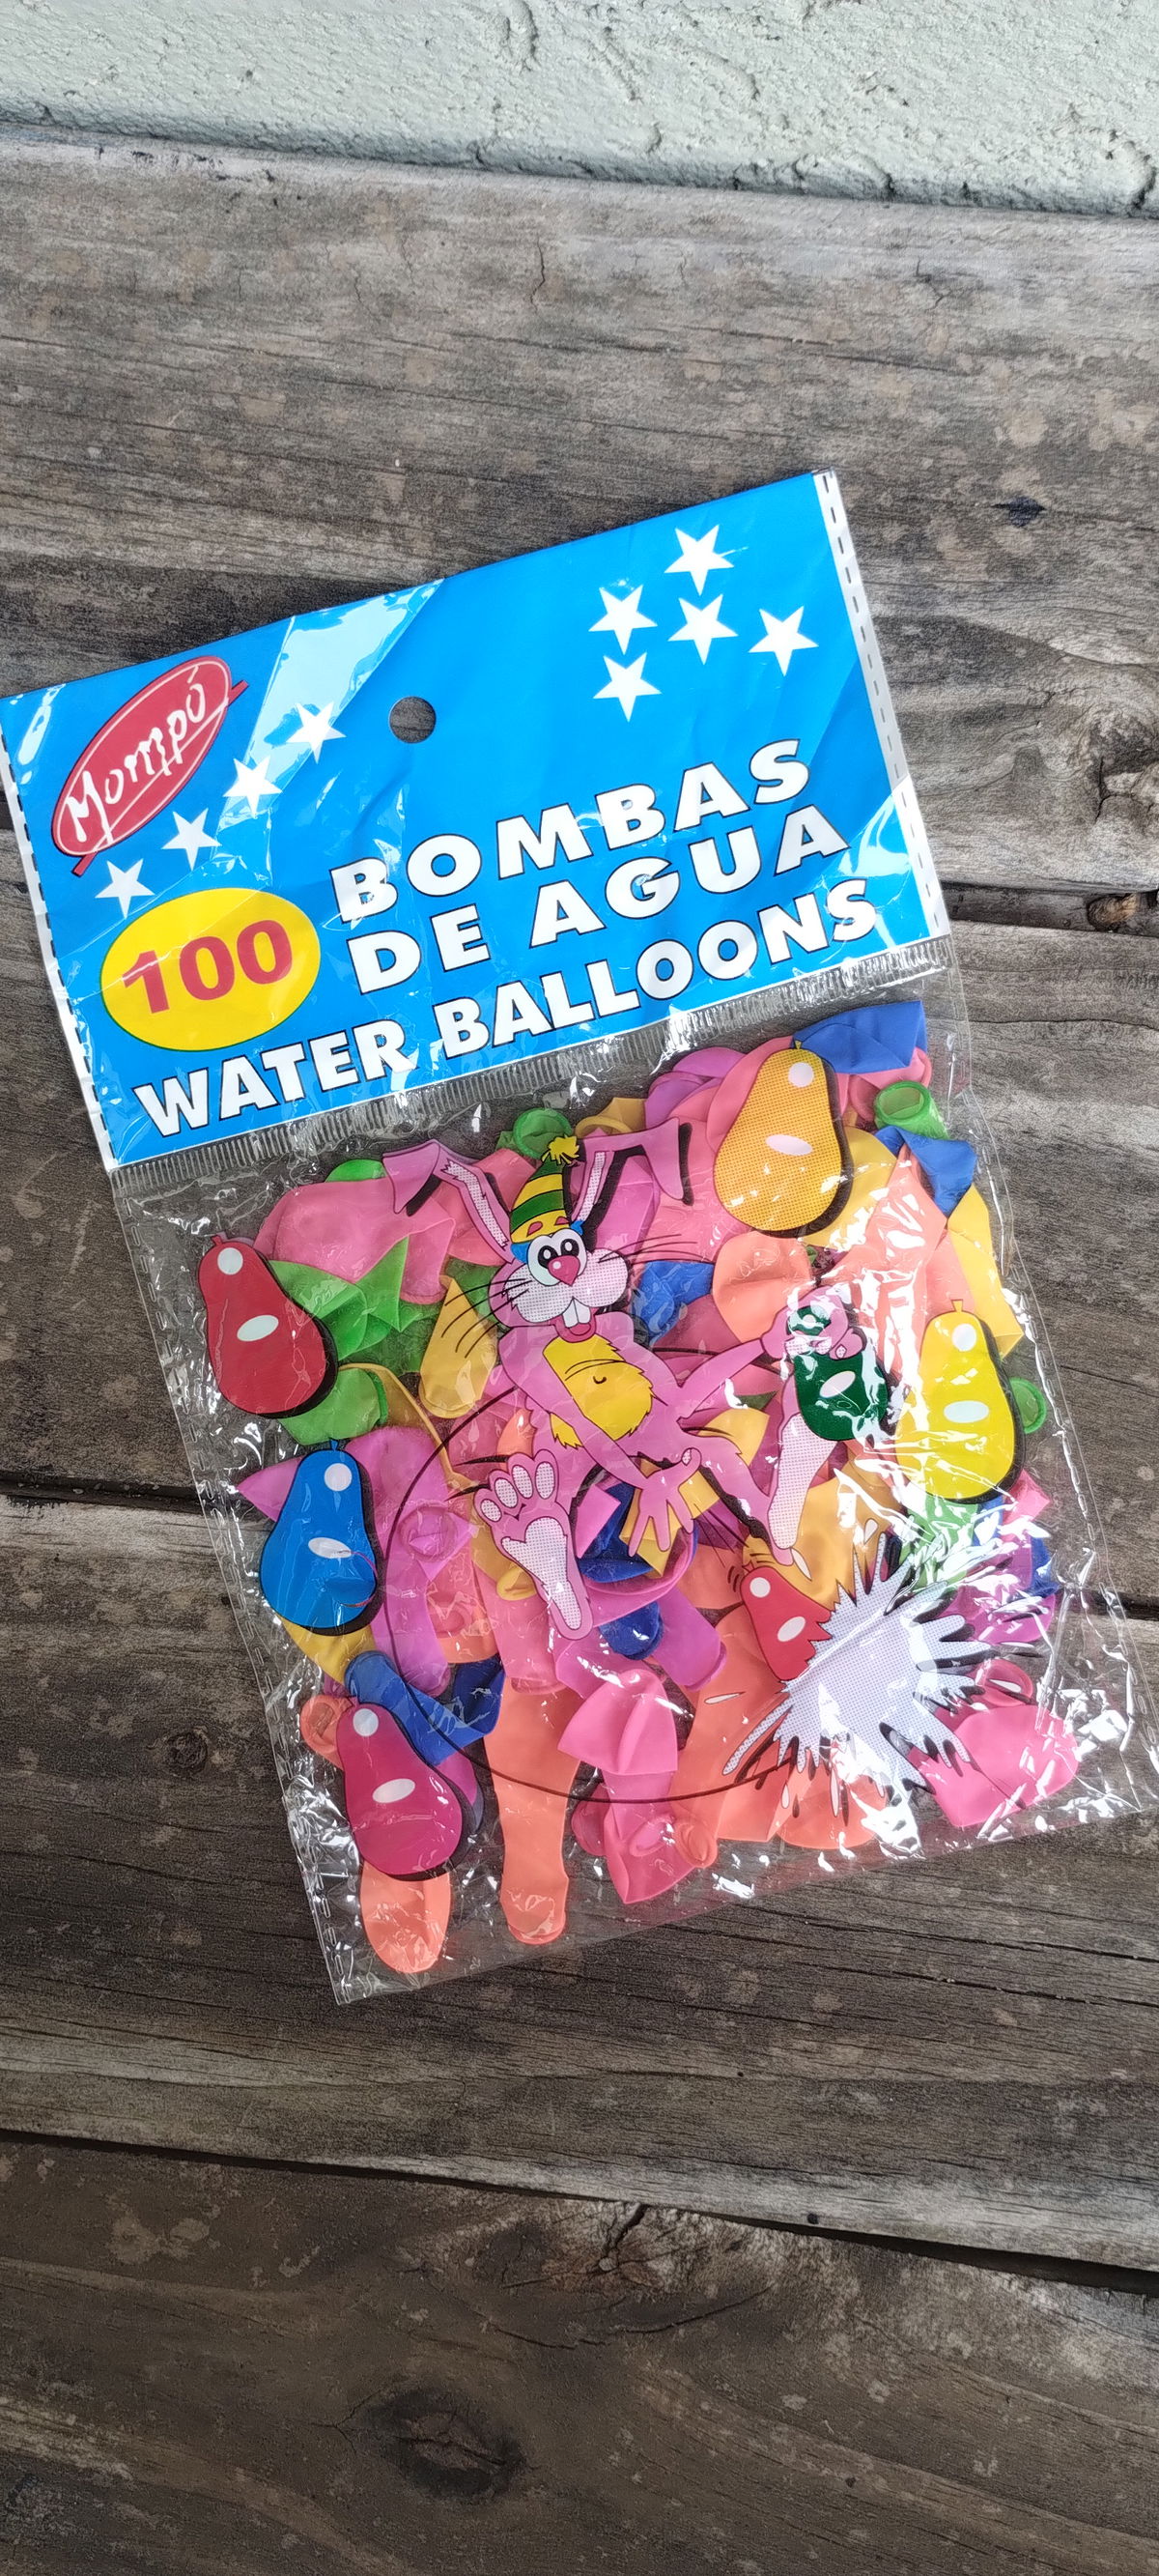 Mompó
100
BOMBAS
DE AGUA
WATER BALLOONS